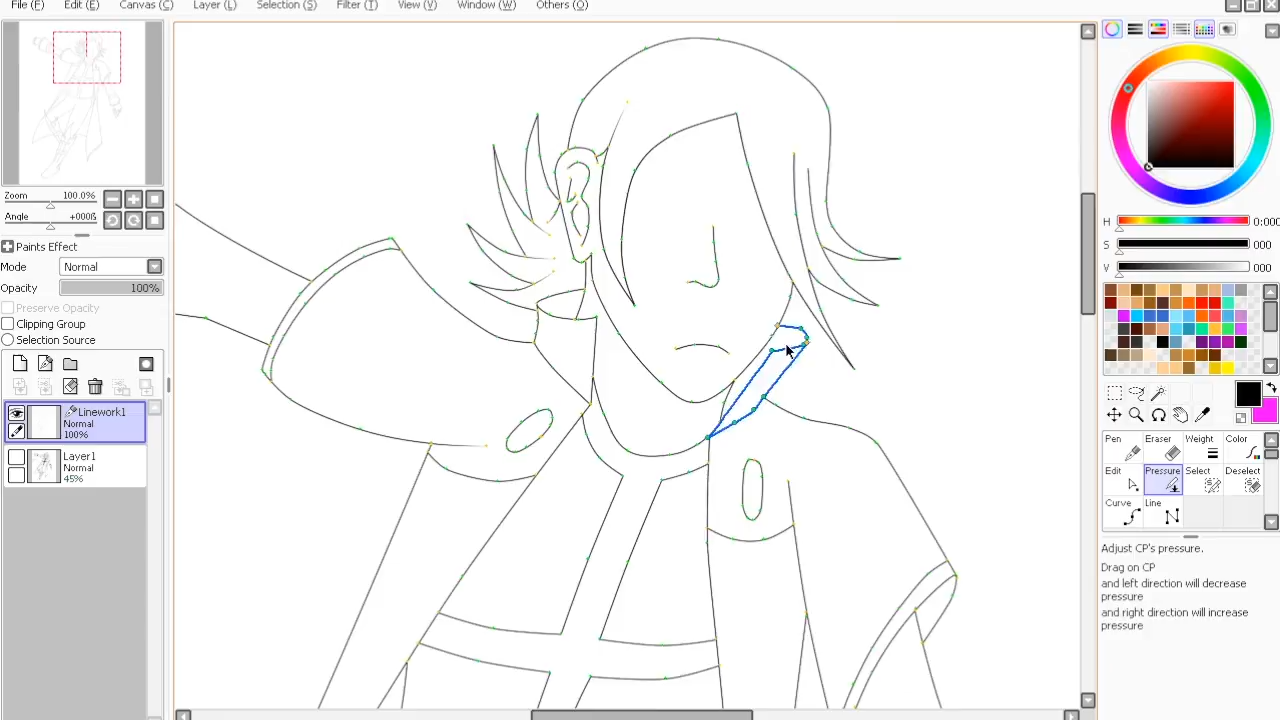 File (F) Edit (E) Canvas (C) Layer (L) Selection (S) Filter (T) View (V) Window (W) Others (O)
Zoom 100.0%
Angle +000ß
Paints Effect
Mode Normal
Opacity 100%
Preserve Opacity
Clipping Group
Selection Source
Linework1
Normal
100%
Layer1
Normal
45%
H 0:000
S 000
V 000
Pen Eraser Weight Color
Edit Pressure Select Deselect
Curve Line
Adjust CP's pressure.
Drag on CP
and left direction will decrease
pressure
and right direction will increase
pressure